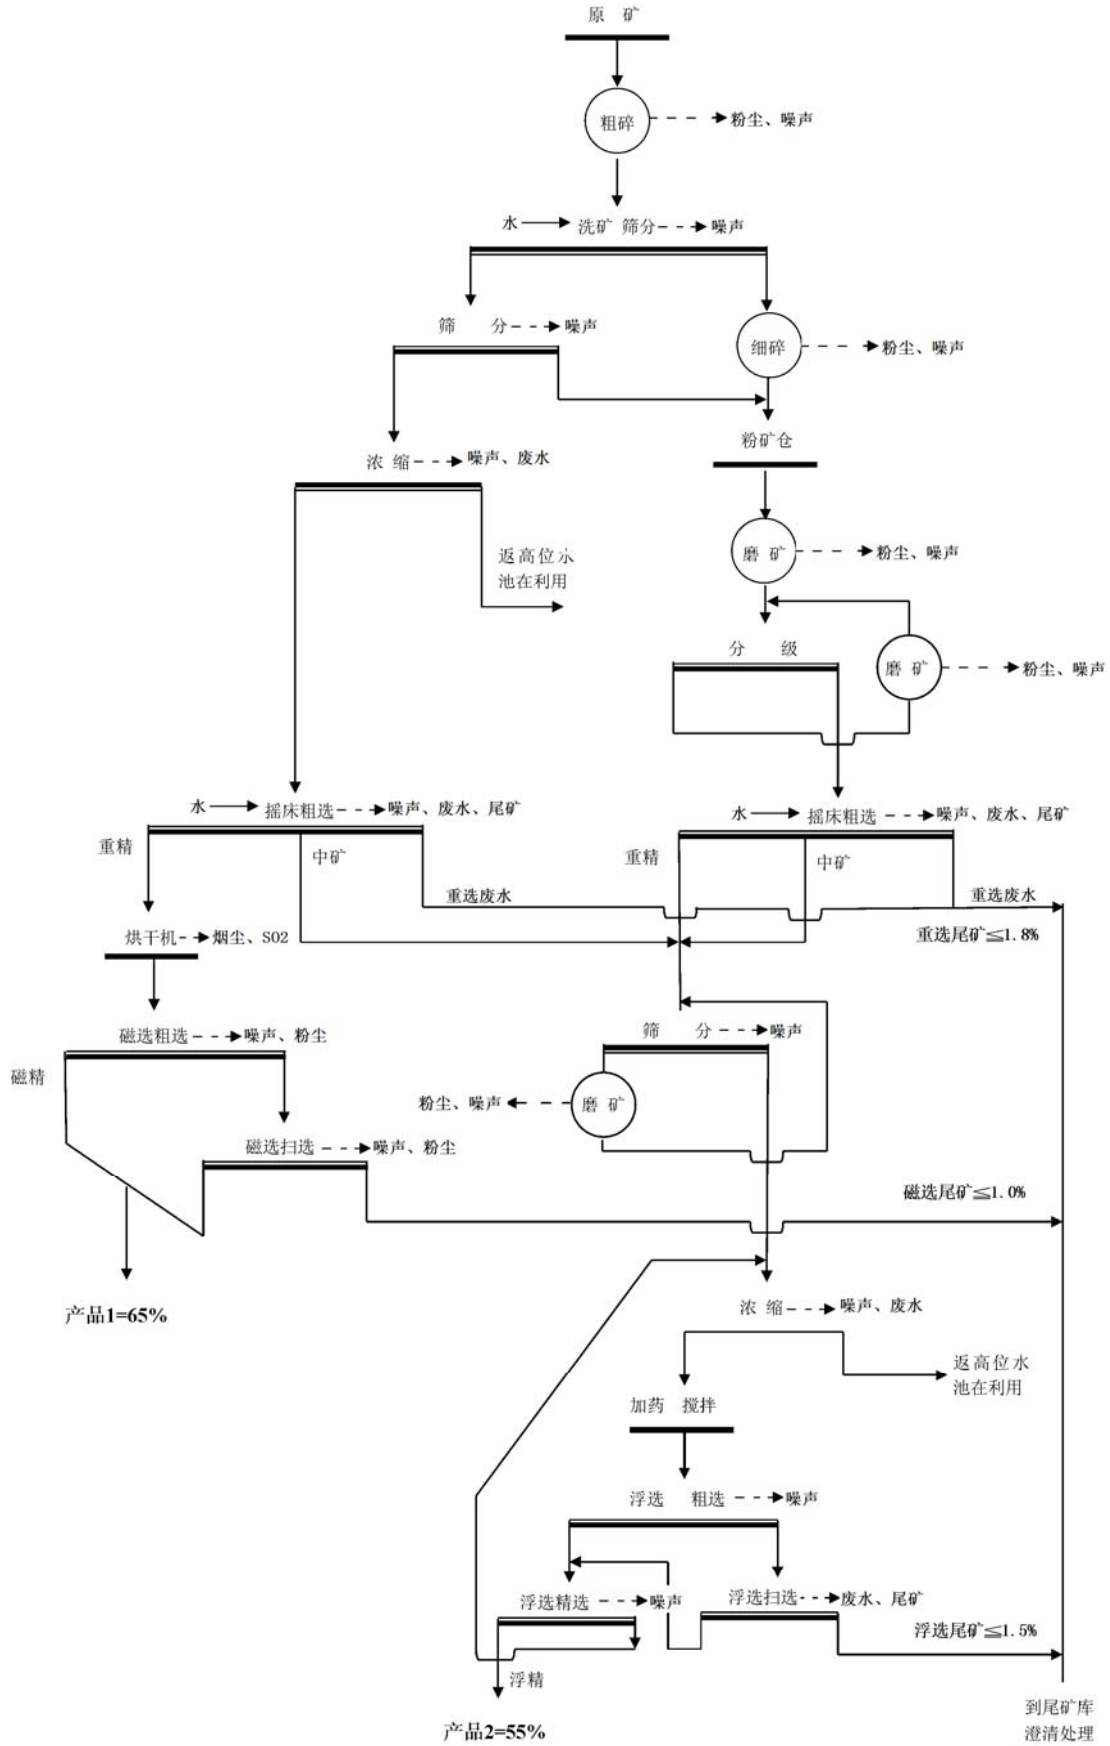 原 矿
粗碎
粉尘、噪声
水
洗矿 筛分
噪声
筛 分
噪声
细碎
粉尘、噪声
粉矿仓
浓 缩
噪声、废水
返高位水
池在利用
磨 矿
粉尘、噪声
分 级
磨 矿
粉尘、噪声
水
摇床粗选
噪声、废水、尾矿
水
摇床粗选
噪声、废水、尾矿
重精
中矿
重精
中矿
重选废水
重选废水
重选尾矿≦1.8%
烘干机
烟尘、SO2
磁选粗选
噪声、粉尘
筛 分
噪声
磁精
粉尘、噪声
磨 矿
磁选扫选
噪声、粉尘
磁选尾矿≦1.0%
产品1=65%
浓 缩
噪声、废水
返高位水
池在利用
加药 搅拌
浮选 粗选
噪声
浮选精选
噪声
浮选扫选
废水、尾矿
浮选尾矿≦1.5%
浮精
产品2=55%
到尾矿库
澄清处理